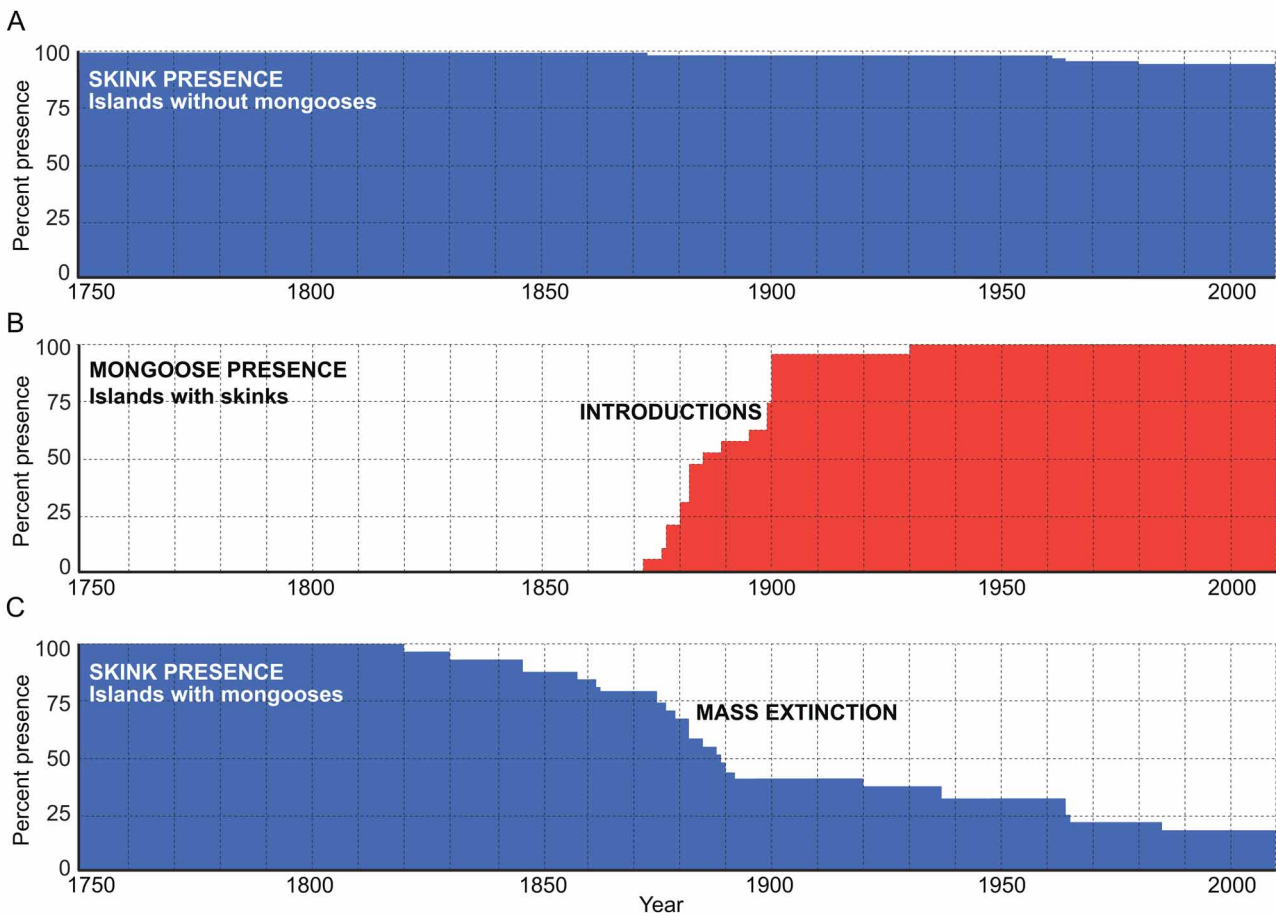 A
100
75
50
25
0
Percent presence
SKINK PRESENCE
Islands without mongooses
1750 1800 1850 1900 1950 2000
B
100
75
50
25
0
Percent presence
MONGOOSE PRESENCE
Islands with skinks
INTRODUCTIONS
1750 1800 1850 1900 1950 2000
C
100
75
50
25
0
Percent presence
SKINK PRESENCE
Islands with mongooses
MASS EXTINCTION
1750 1800 1850 1900 1950 2000
Year